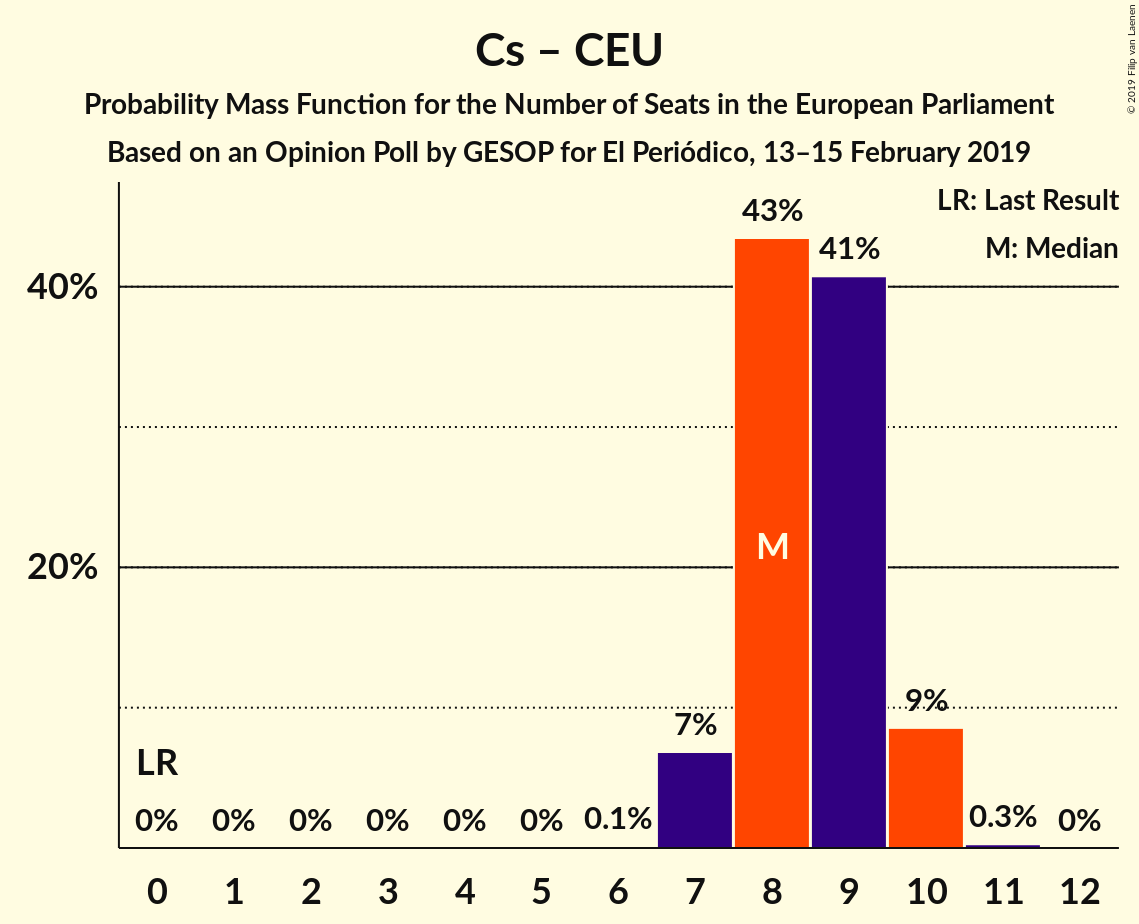 Cs – CEU
Probability Mass Function for the Number of Seats in the European Parliament
Based on an Opinion Poll by GESOP for El Periódico, 13–15 February 2019
© 2019 Filip van Laenen
LR: Last Result
M: Median
43%
41%
40%
M
20%
9%
7%
LR
0% 0% 0% 0% 0% 0% 0.1% 0.3% 0%
0 1 2 3 4 5 6 7 8 9 10 11 12